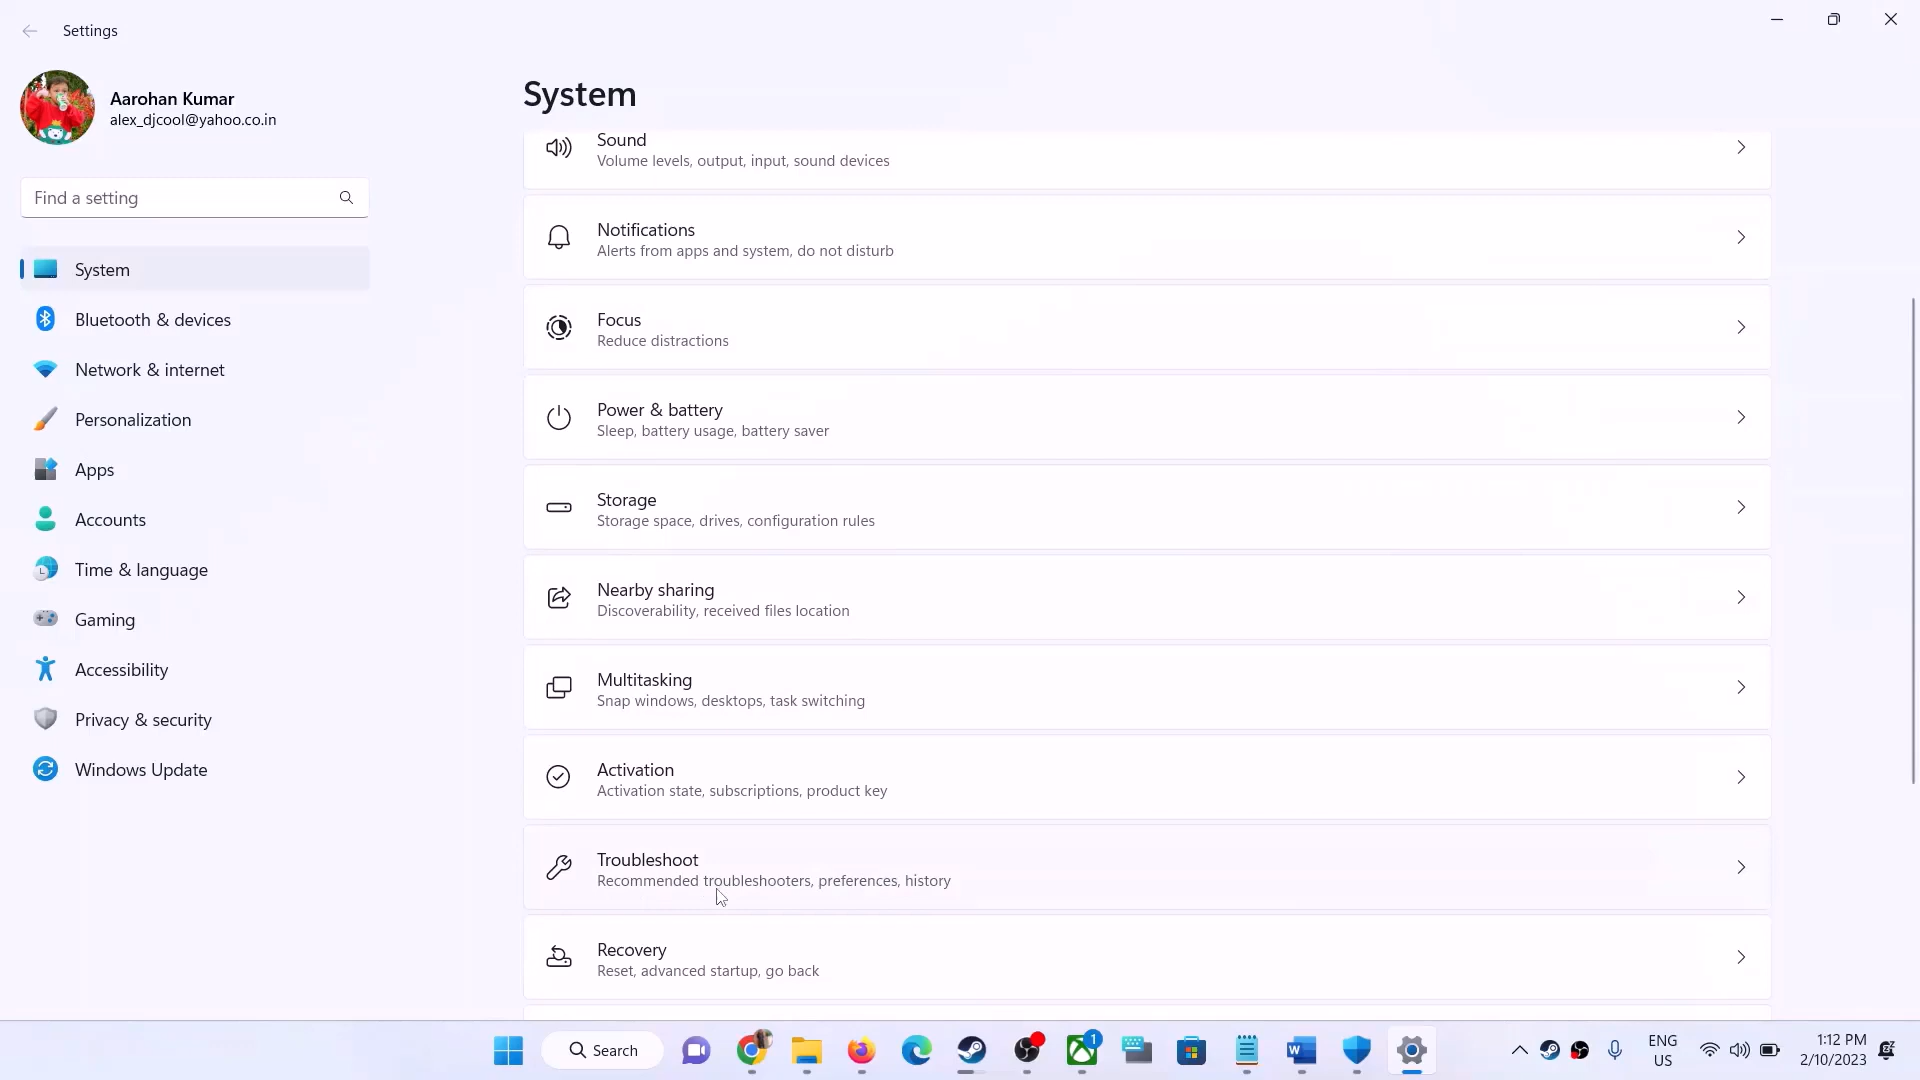 Settings
Aarohan Kumar
alex_djcool@yahoo.co.in
Find a setting
System
Bluetooth & devices
Network & internet
Personalization
Apps
Accounts
Time & language
Gaming
Accessibility
Privacy & security
Windows Update
System
Sound
Volume levels, output, input, sound devices
Notifications
Alerts from apps and system, do not disturb
Focus
Reduce distractions
Power & battery
Sleep, battery usage, battery saver
Storage
Storage space, drives, configuration rules
Nearby sharing
Discoverability, received files location
Multitasking
Snap windows, desktops, task switching
Activation
Activation state, subscriptions, product key
Troubleshoot
Recommended troubleshooters, preferences, history
Recovery
Reset, advanced startup, go back
Search
1
ENG
US
1:12 PM
2/10/2023